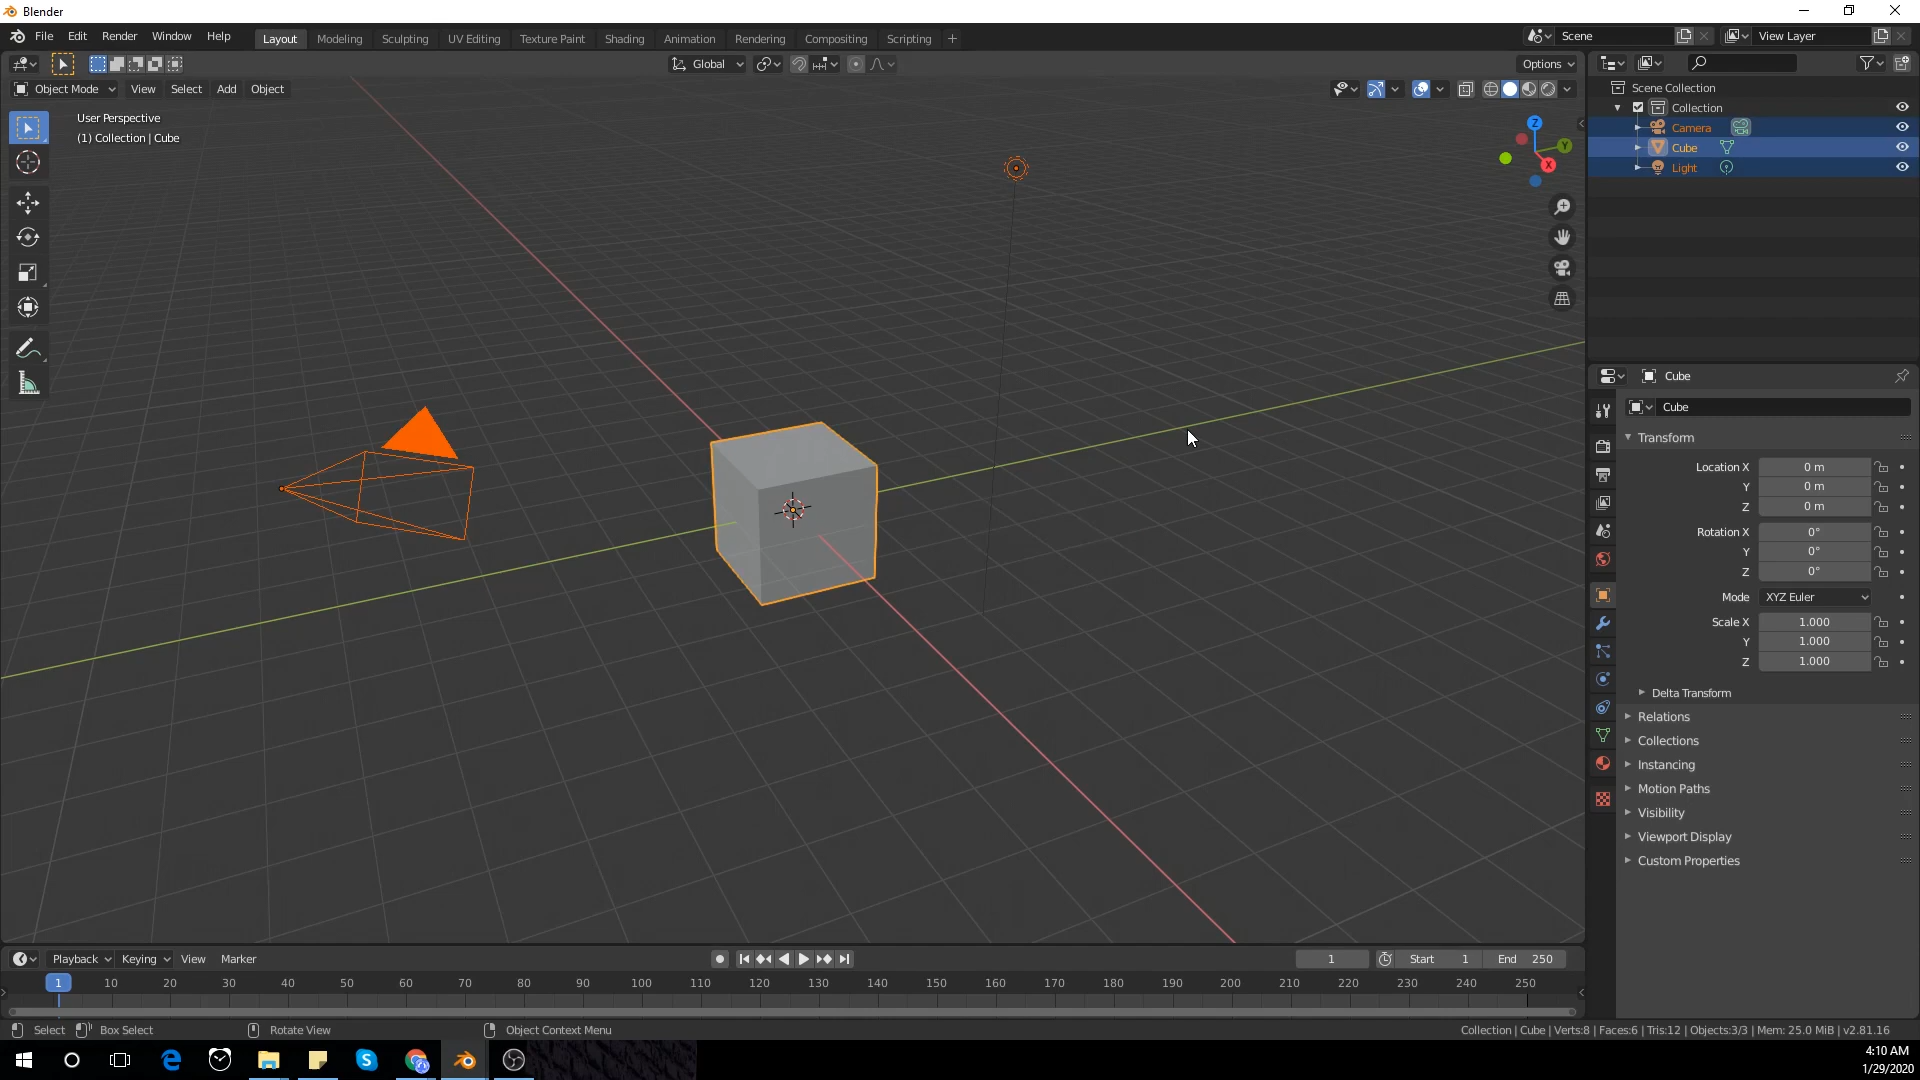 Blender
File Edit Render Window Help Layout Modeling Sculpting UV Editing Texture Paint Shading Animation Rendering Compositing Scripting + Scene View Layer
Global Options
Object Mode View Select Add Object
User Perspective
(1) Collection | Cube
Z
Y
X
Scene Collection
Collection
Camera
Cube
Light
Cube
Cube
Transform
Location X 0 m
Y 0 m
Z 0 m
Rotation X 0°
Y 0°
Z 0°
Mode XYZ Euler
Scale X 1.000
Y 1.000
Z 1.000
Delta Transform
Relations
Collections
Instancing
Motion Paths
Visibility
Viewport Display
Custom Properties
Playback Keying View Marker 1 Start 1 End 250
1 10 20 30 40 50 60 70 80 90 100 110 120 130 140 150 160 170 180 190 200 210 220 230 240 250
Select Box Select Rotate View Object Context Menu Collection | Cube | Verts:8 | Faces:6 | Tris:12 | Objects:3/3 | Mem: 25.0 MiB | v2.81.16
4:10 AM
1/29/2020